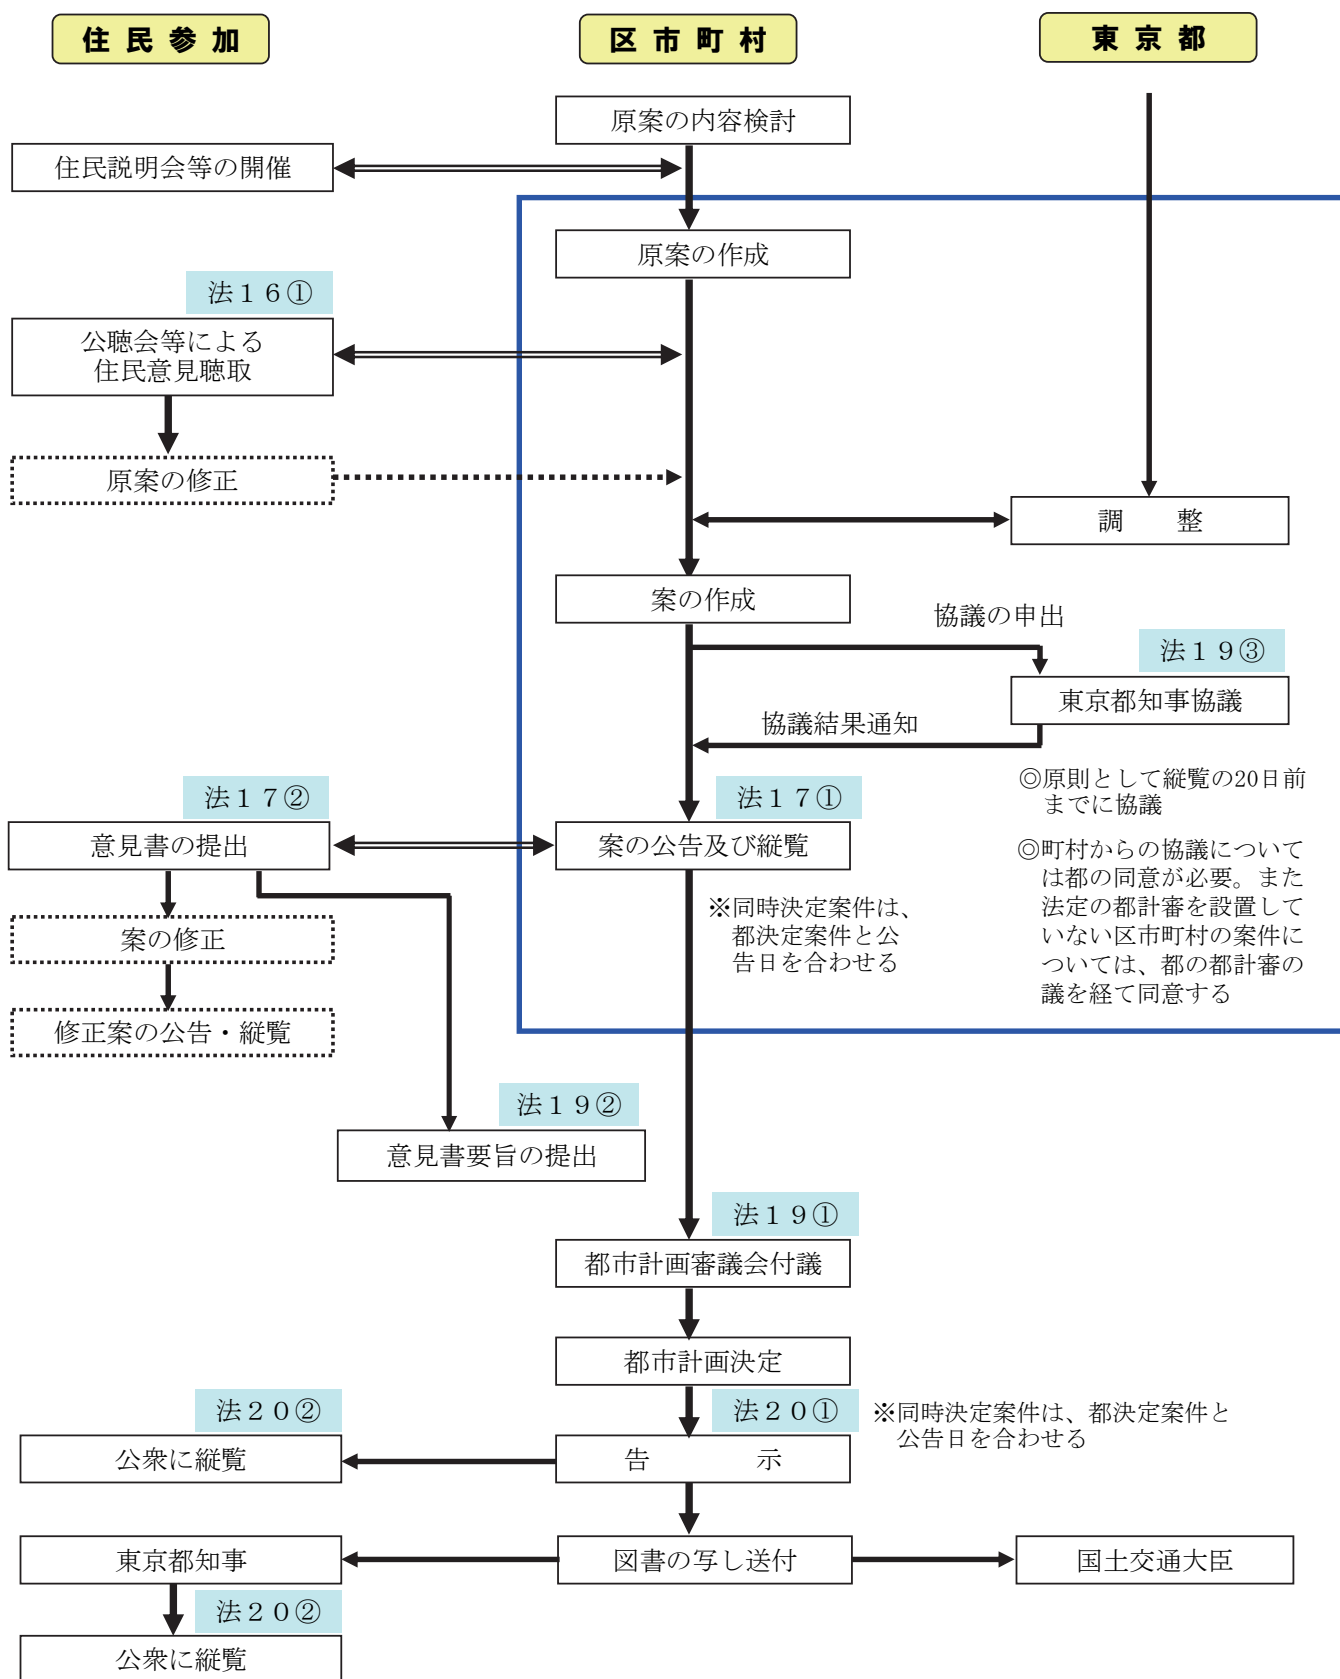 住 民 参 加
区 市 町 村
東 京 都
原案の内容検討
住民説明会等の開催
原案の作成
法１６①
公聴会等による
住民意見聴取
原案の修正
調　　整
案の作成
協議の申出
法１９③
東京都知事協議
協議結果通知
◎原則として縦覧の20日前
までに協議
法１７②
法１７①
意見書の提出
案の公告及び縦覧
◎町村からの協議について
は都の同意が必要。また
法定の都計審を設置して
いない区市町村の案件に
ついては、都の都計審の
議を経て同意する
※同時決定案件は、
都決定案件と公
告日を合わせる
案の修正
修正案の公告・縦覧
法１９②
意見書要旨の提出
法１９①
都市計画審議会付議
都市計画決定
法２０②
法２０①
※同時決定案件は、都決定案件と
公告日を合わせる
公衆に縦覧
告　　　　示
東京都知事
図書の写し送付
国土交通大臣
法２０②
公衆に縦覧